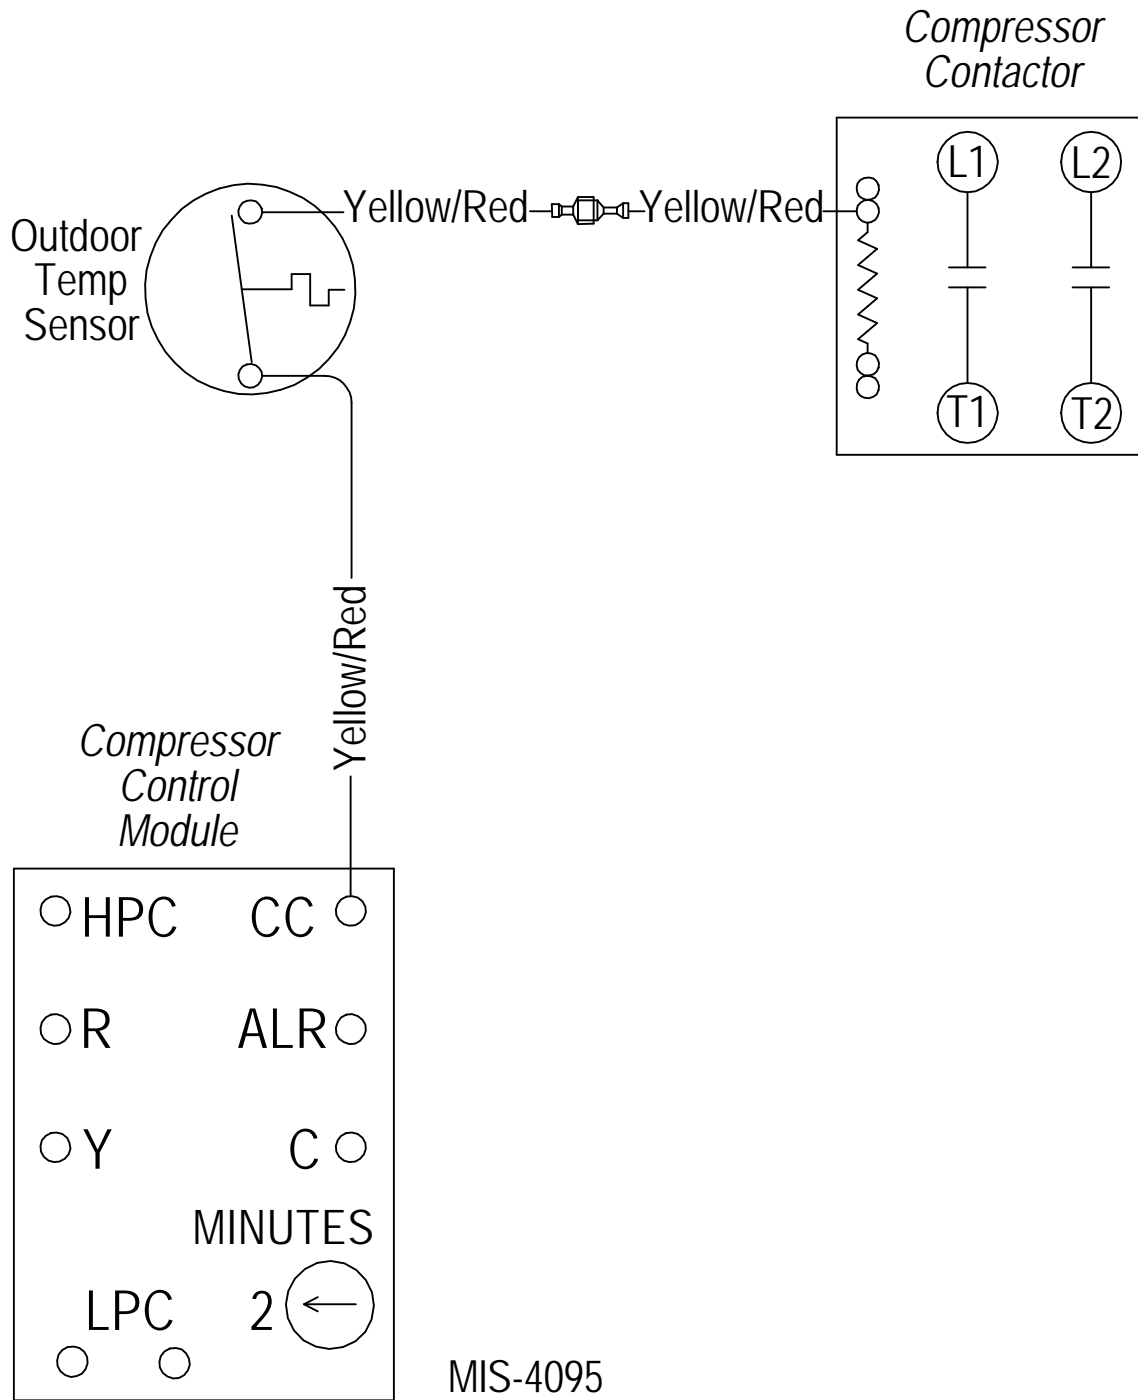 Compressor
Contactor
L1
L2
Yellow/Red
Yellow/Red
Outdoor
Temp
Sensor
T1
T2
Yellow/Red
Compressor
Control
Module
HPC
CC
R
ALR
Y
C
MINUTES
LPC
2
MIS-4095